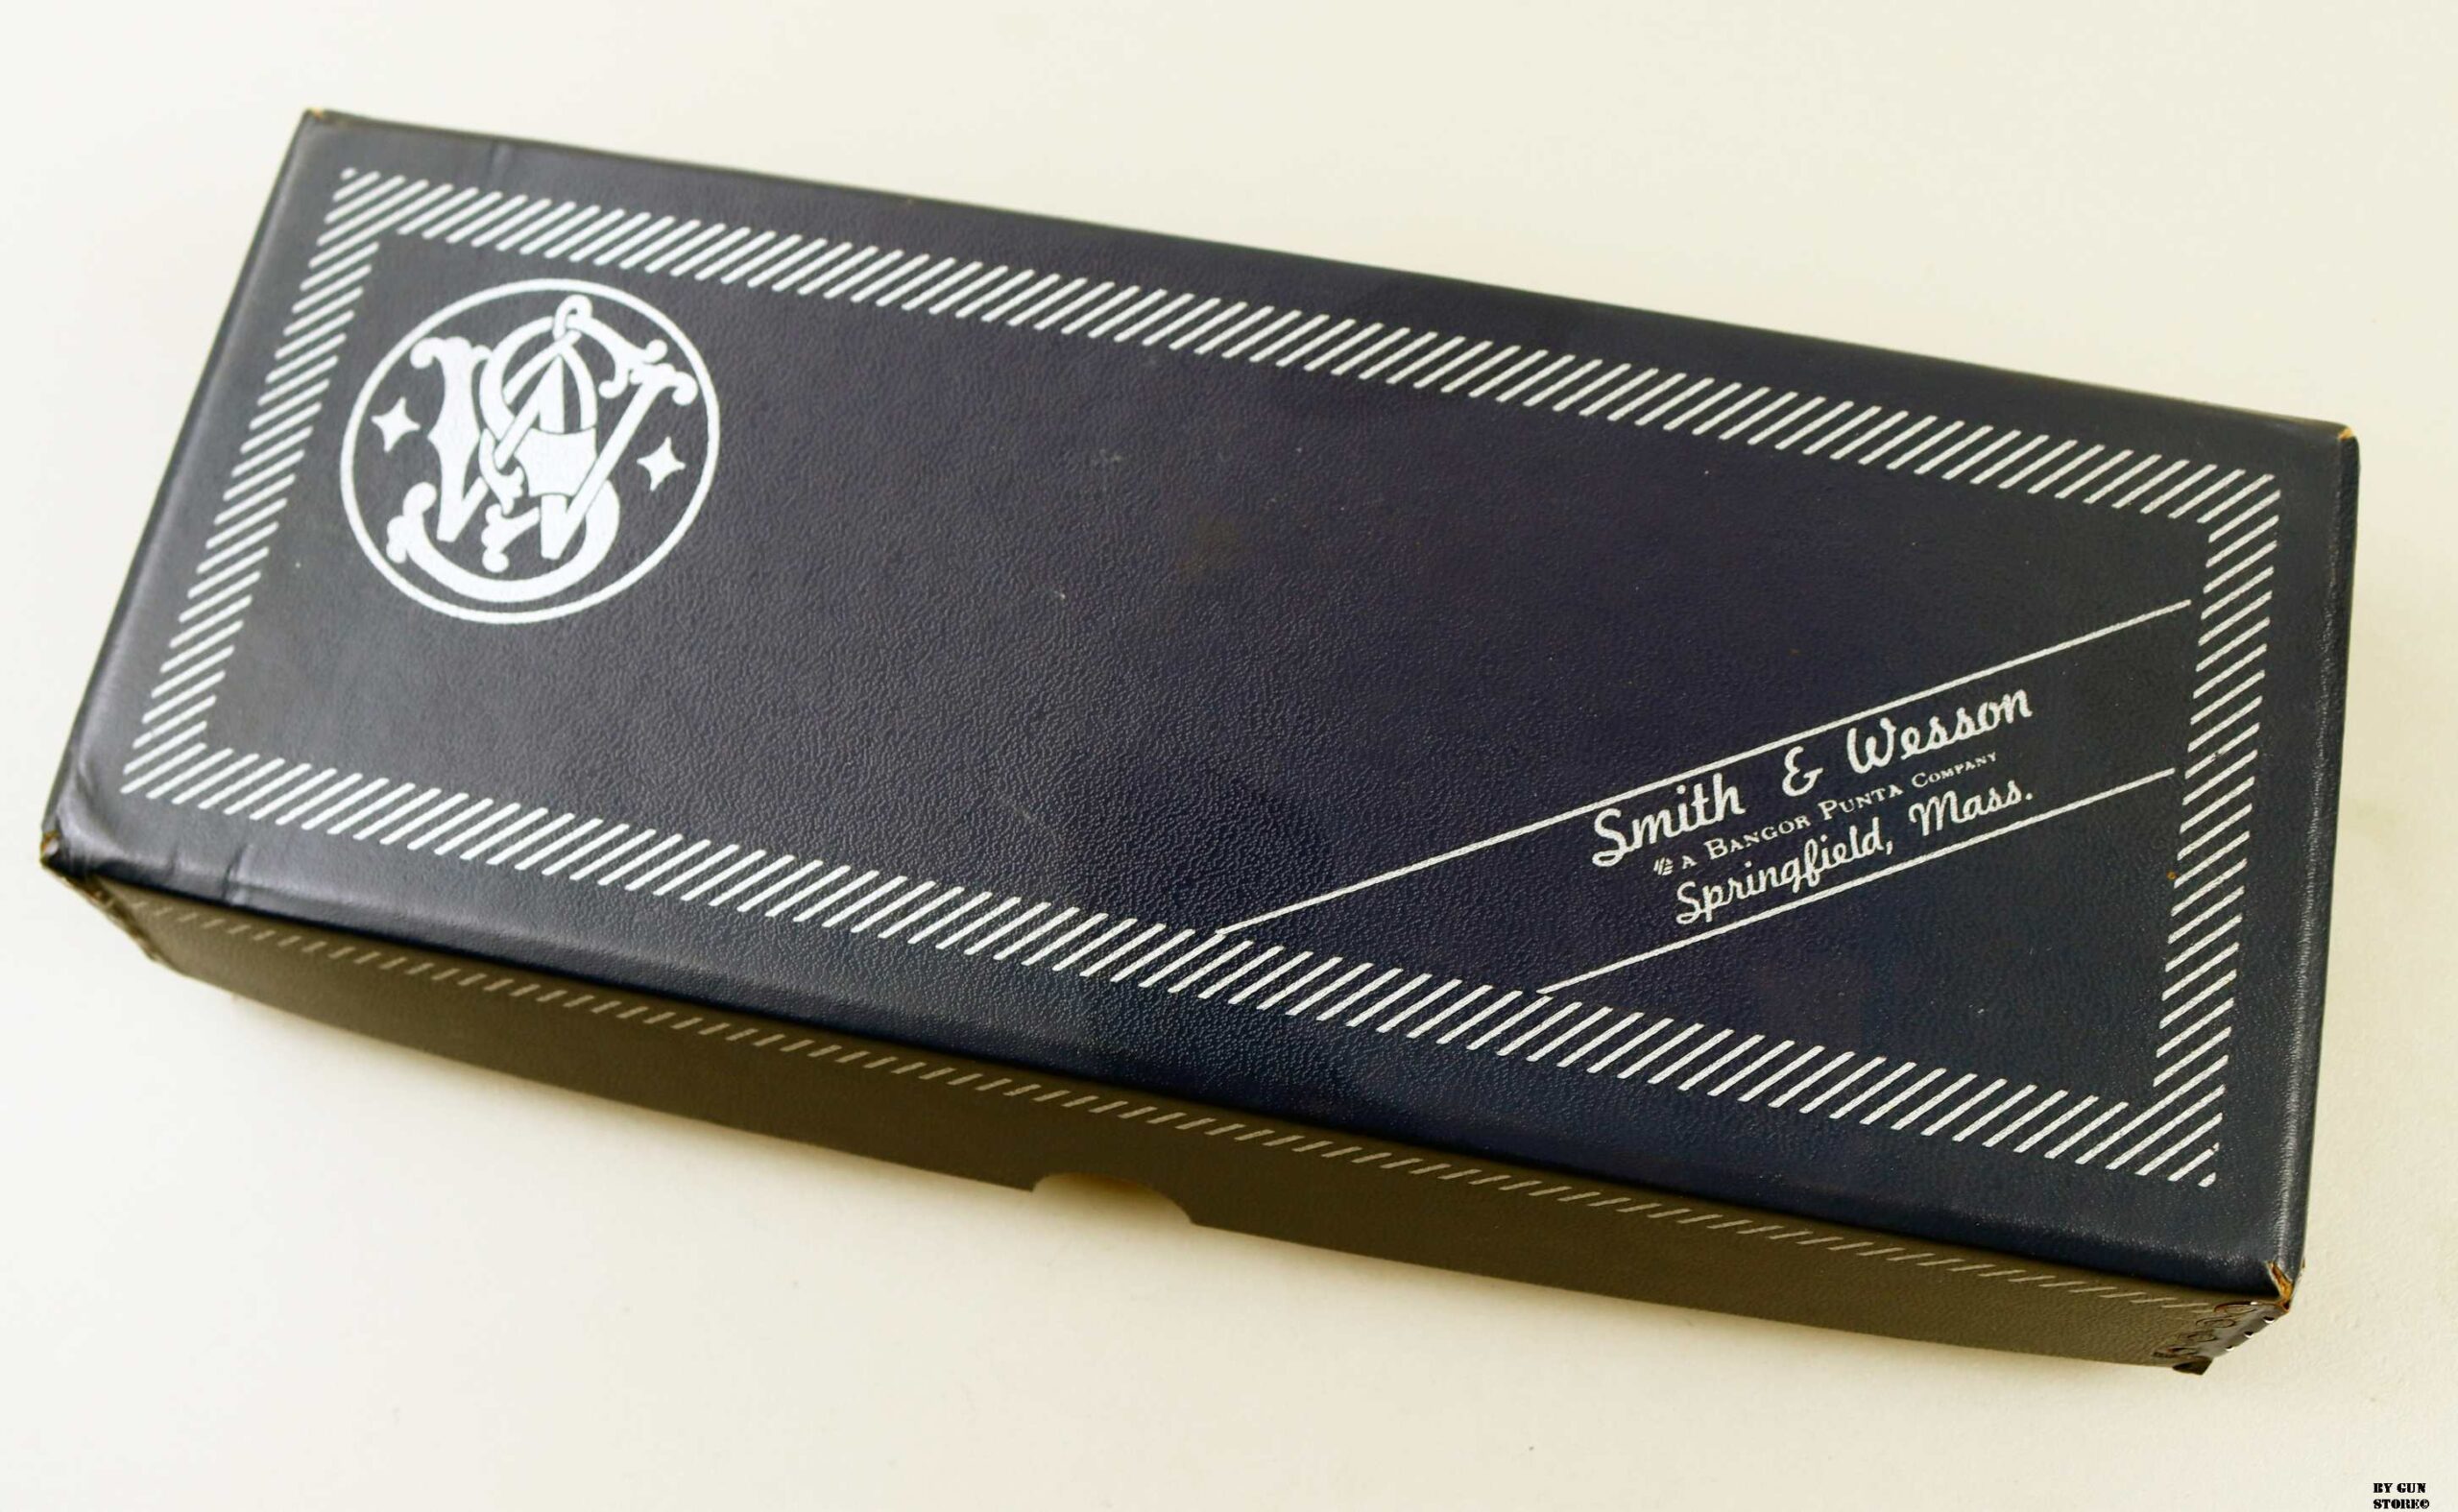 Smith & Wesson
A BANGOR PUNTA COMPANY
Springfield, Mass.
BY GUN
STORE©